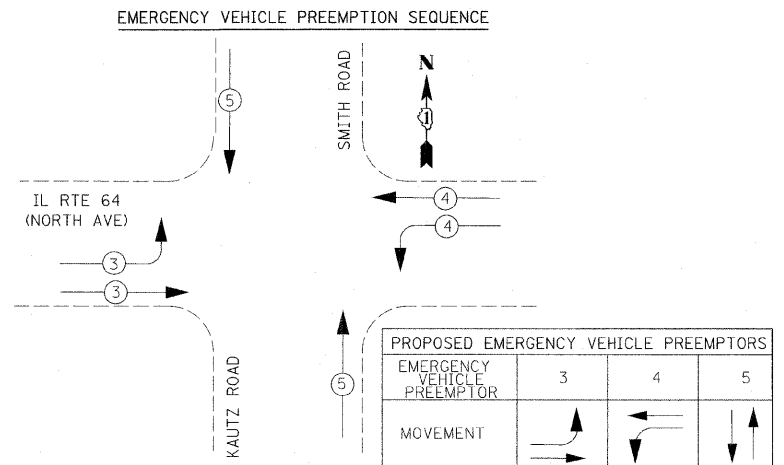 EMERGENCY VEHICLE PREEMPTION SEQUENCE
5
SMITH ROAD
N
1
IL RTE 64
(NORTH AVE)
4
4
3
3
5
KAUTZ ROAD
PROPOSED EMERGENCY VEHICLE PREEMPTORS
EMERGENCY
VEHICLE
PREEMPTOR
3
4
5
MOVEMENT